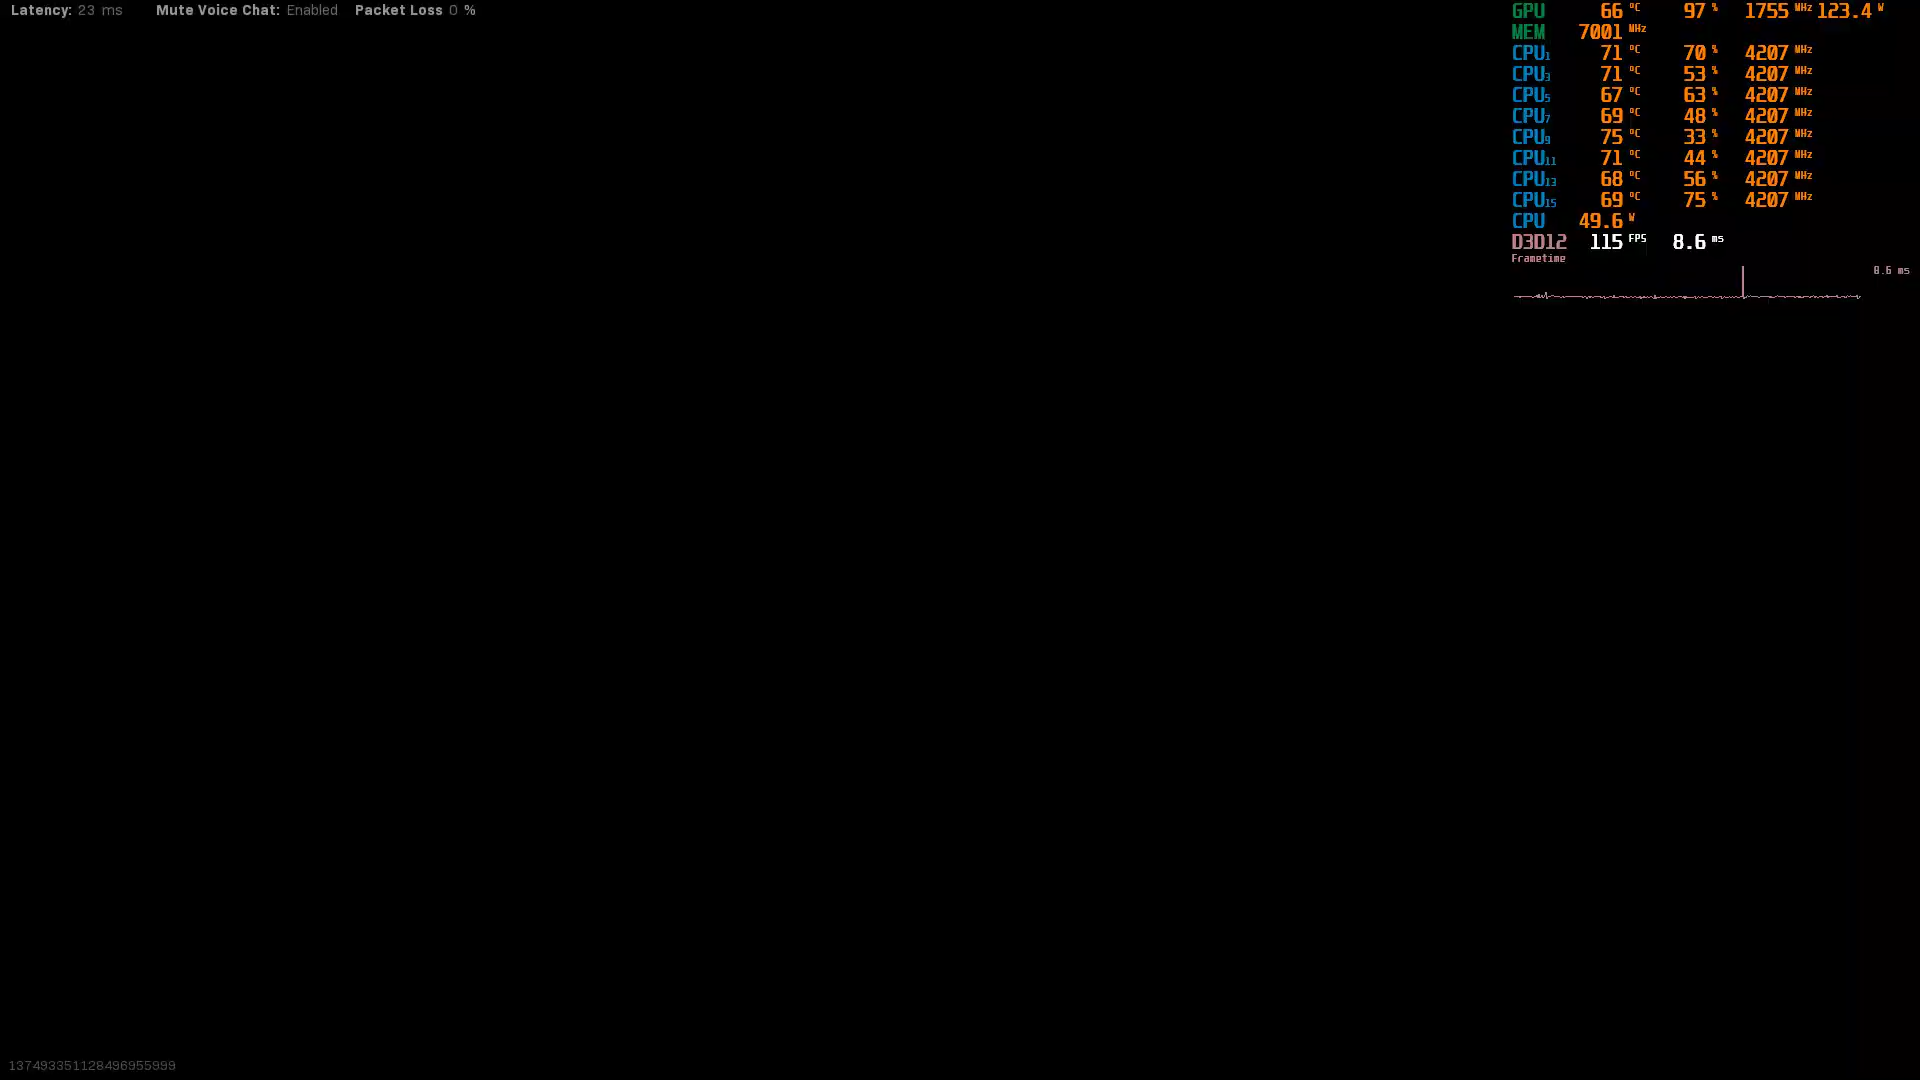 Latency: 23 ms Mute Voice Chat: Enabled Packet Loss 0 %
GPU 66 °C 97 % 1755 MHz 123.4 W
MEM 7001 MHz
CPU1 71 °C 70 % 4207 MHz
CPU3 71 °C 53 % 4207 MHz
CPU5 67 °C 63 % 4207 MHz
CPU7 69 °C 48 % 4207 MHz
CPU9 75 °C 33 % 4207 MHz
CPU11 71 °C 44 % 4207 MHz
CPU13 68 °C 56 % 4207 MHz
CPU15 69 °C 75 % 4207 MHz
CPU 49.6 W
D3D12 115 FPS 8.6 ms
Frametime
8.6 ms
137493351128496955999